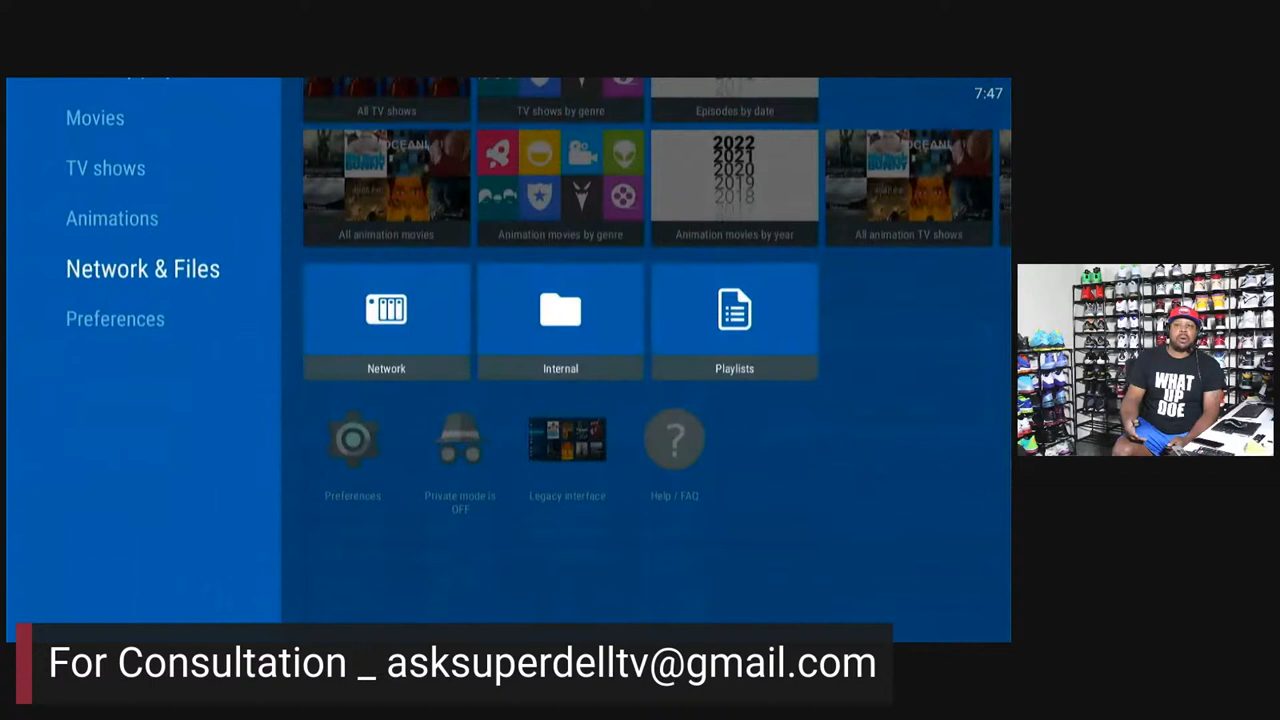 7:47
Movies
TV shows
Animations
Network & Files
Preferences
All TV shows
TV shows by genre
Episodes by date
2022
2021
2020
2019
2018
All animation movies
Animation movies by genre
Animation movies by year
All animation TV shows
Network
Internal
Playlists
Preferences
Private mode is
OFF
Legacy interface
Help / FAQ
WHAT
UP
DOE
For Consultation _ asksuperdelltv@gmail.com